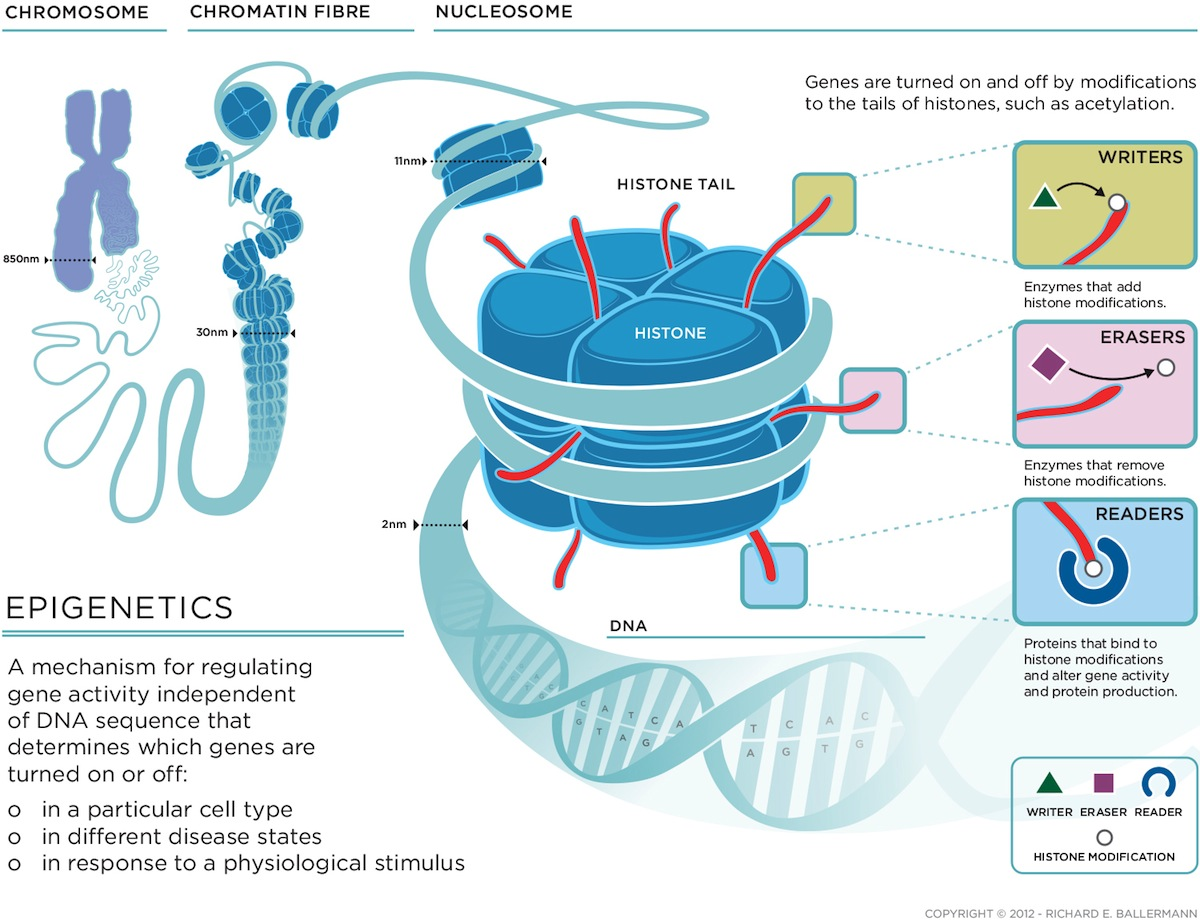 CHROMOSOME
CHROMATIN FIBRE
NUCLEOSOME
Genes are turned on and off by modifications
to the tails of histones, such as acetylation.
850nm
30nm
11nm
2nm
HISTONE TAIL
HISTONE
WRITERS
Enzymes that add
histone modifications.
ERASERS
Enzymes that remove
histone modifications.
READERS
Proteins that bind to
histone modifications
and alter gene activity
and protein production.
DNA
C A T C A
G T A G
T C A C
A G T G
EPIGENETICS
A mechanism for regulating
gene activity independent
of DNA sequence that
determines which genes are
turned on or off:
o in a particular cell type
o in different disease states
o in response to a physiological stimulus
WRITER ERASER READER
HISTONE MODIFICATION
COPYRIGHT © 2012 - RICHARD E. BALLERMANN